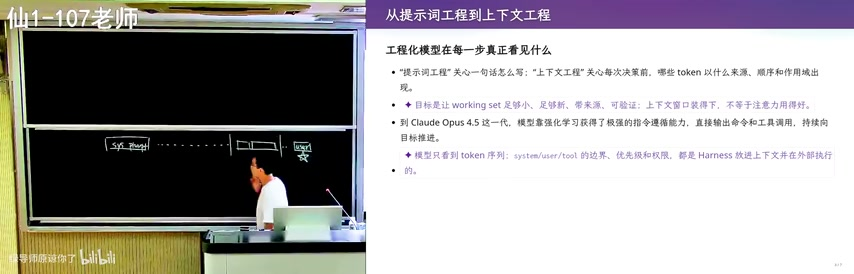 仙1-107老师
sys prompt
user
保导师原谅你了 bilibili
从提示词工程到上下文工程
工程化模型在每一步真正看见什么
• “提示词工程” 关心一句话怎么写；“上下文工程” 关心每次决策前，哪些 token 以什么来源、顺序和作用域出
现。
• ✦ 目标是让 working set 足够小、足够新、带来源、可验证；上下文窗口装得下，不等于注意力用得好。
• 到 Claude Opus 4.5 这一代，模型靠强化学习获得了极强的指令遵循能力，直接输出命令和工具调用，持续向
目标推进。
✦ 模型只看到 token 序列；system/user/tool 的边界、优先级和权限，都是 Harness 放进上下文并在外部执行
• 的。